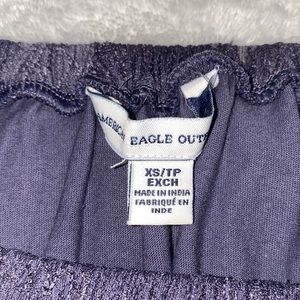 AMERICAN
EAGLE OUT
XS/TP
EXCH
MADE IN INDIA
FABRIQUÉ EN
INDE